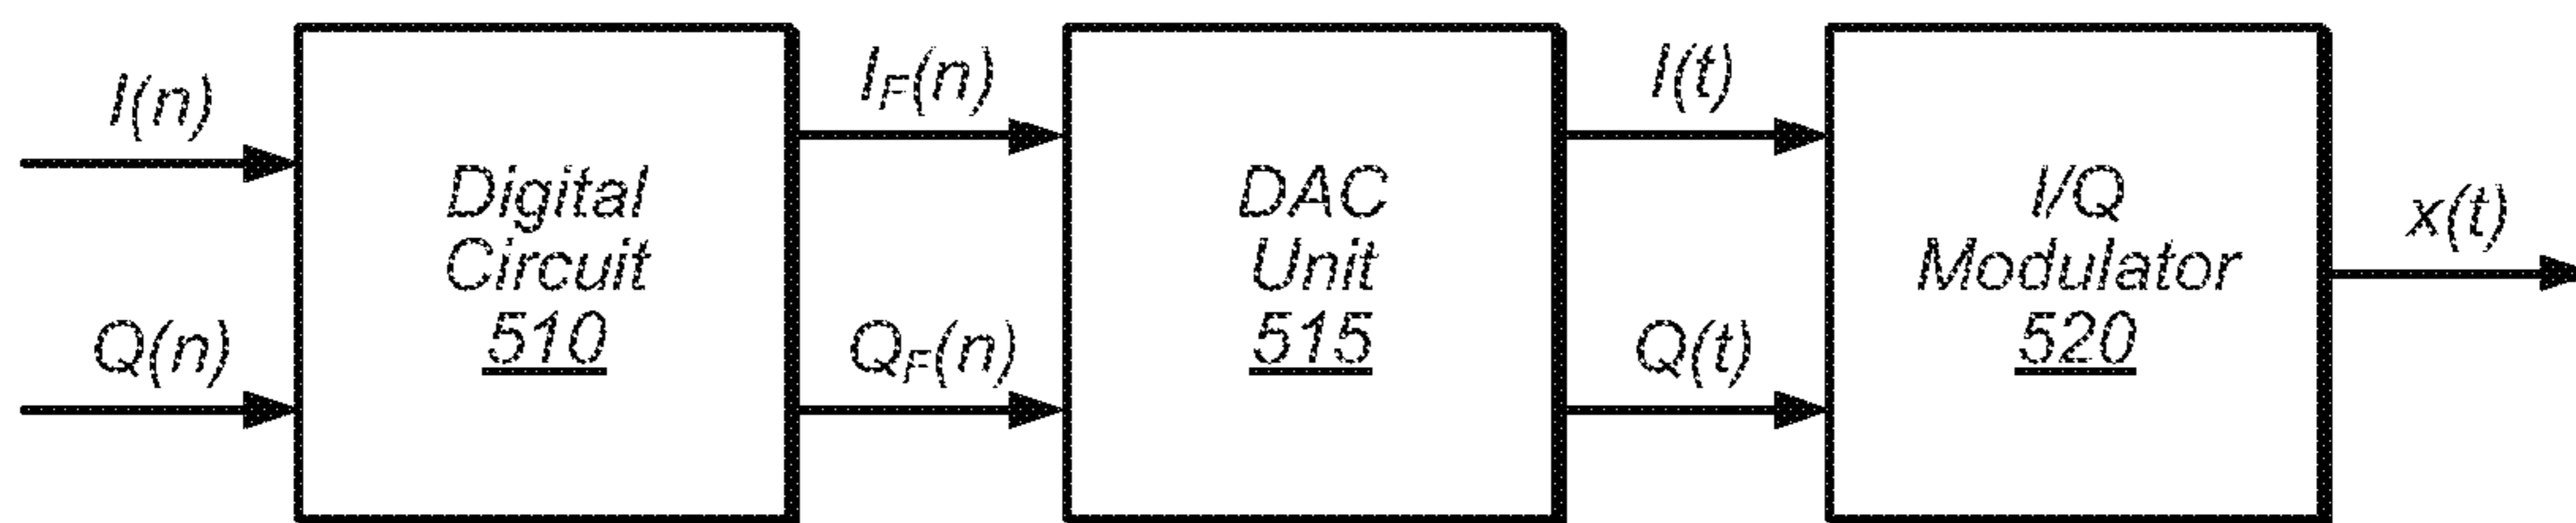 I(n)
Q(n)
Digital
Circuit
510
I_F(n)
Q_F(n)
DAC
Unit
515
I(t)
Q(t)
I/Q
Modulator
520
x(t)